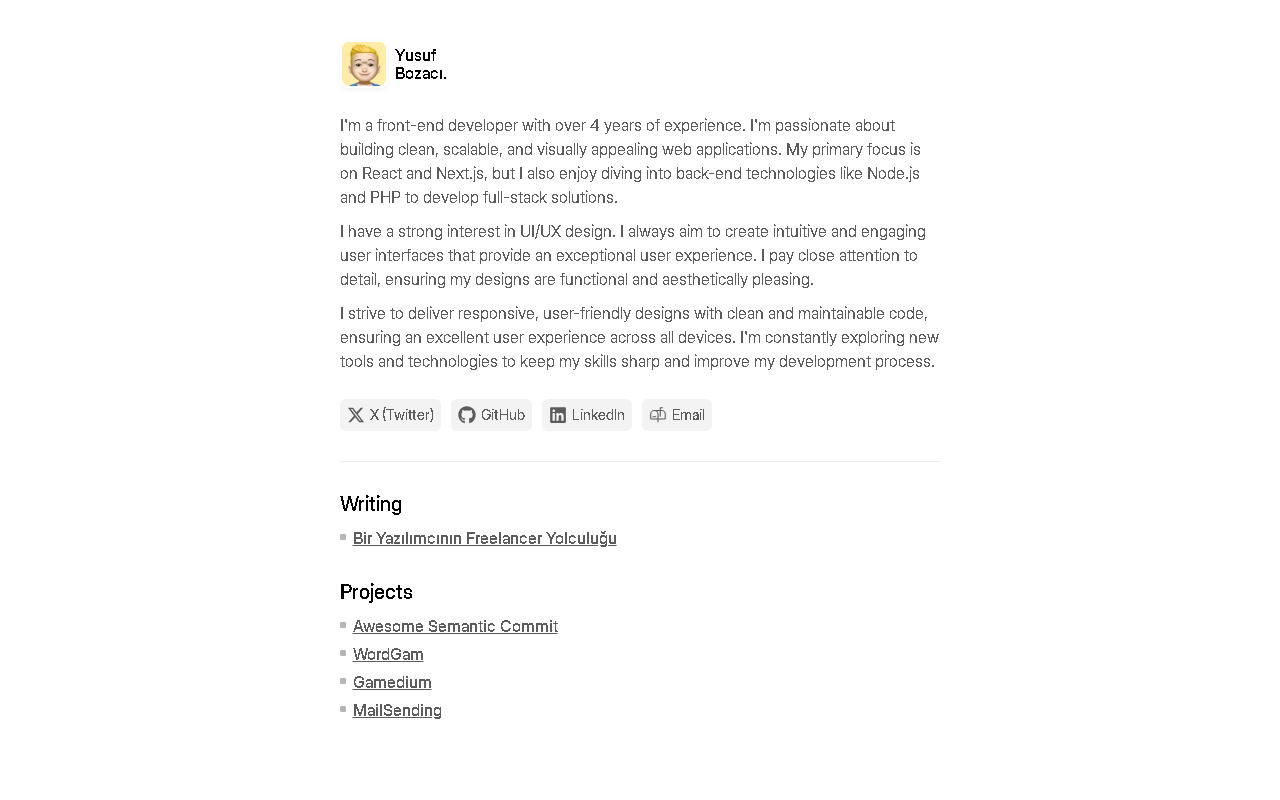 Yusuf
Bozacı.
I'm a front-end developer with over 4 years of experience. I'm passionate about
building clean, scalable, and visually appealing web applications. My primary focus is
on React and Next.js, but I also enjoy diving into back-end technologies like Node.js
and PHP to develop full-stack solutions.
I have a strong interest in UI/UX design. I always aim to create intuitive and engaging
user interfaces that provide an exceptional user experience. I pay close attention to
detail, ensuring my designs are functional and aesthetically pleasing.
I strive to deliver responsive, user-friendly designs with clean and maintainable code,
ensuring an excellent user experience across all devices. I'm constantly exploring new
tools and technologies to keep my skills sharp and improve my development process.
X (Twitter) GitHub LinkedIn Email
Writing
Bir Yazılımcının Freelancer Yolculuğu
Projects
Awesome Semantic Commit
WordGam
Gamedium
MailSending